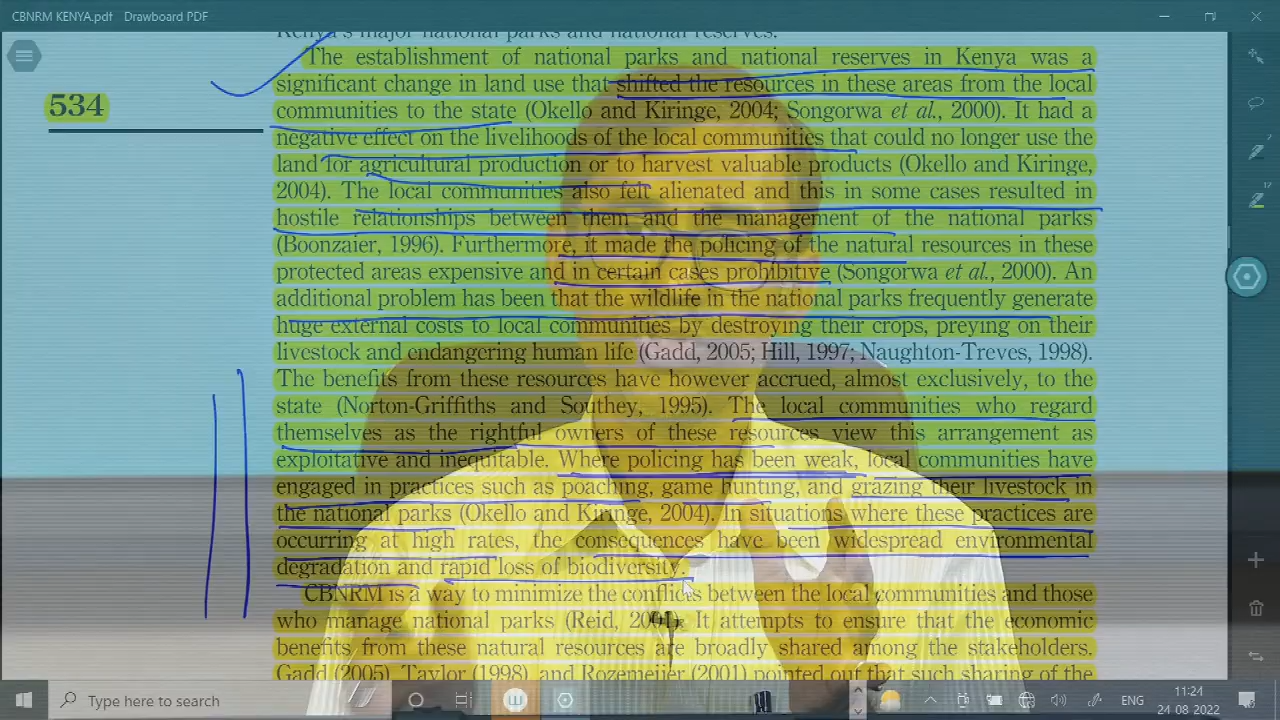 CBNRM KENYA.pdf Drawboard PDF
Kenya's major national parks and national reserves.
The establishment of national parks and national reserves in Kenya was a
significant change in land use that shifted the resources in these areas from the local
534
communities to the state (Okello and Kiringe, 2004; Songorwa et al., 2000). It had a
negative effect on the livelihoods of the local communities that could no longer use the
land for agricultural production or to harvest valuable products (Okello and Kiringe,
2004). The local communities also felt alienated and this in some cases resulted in
hostile relationships between them and the management of the national parks
(Boonzaier, 1996). Furthermore, it made the policing of the natural resources in these
protected areas expensive and in certain cases prohibitive (Songorwa et al., 2000). An
additional problem has been that the wildlife in the national parks frequently generate
huge external costs to local communities by destroying their crops, preying on their
livestock and endangering human life (Gadd, 2005; Hill, 1997; Naughton-Treves, 1998).
The benefits from these resources have however accrued, almost exclusively, to the
state (Norton-Griffiths and Southey, 1995). The local communities who regard
themselves as the rightful owners of these resources view this arrangement as
exploitative and inequitable. Where policing has been weak, local communities have
engaged in practices such as poaching, game hunting, and grazing their livestock in
the national parks (Okello and Kiringe, 2004). In situations where these practices are
occurring at high rates, the consequences have been widespread environmental
degradation and rapid loss of biodiversity.
CBNRM is a way to minimize the conflicts between the local communities and those
who manage national parks (Reid, 2001). It attempts to ensure that the economic
benefits from these natural resources are broadly shared among the stakeholders.
Gadd (2005), Taylor (1998), and Rozemeijer (2001) pointed out that such sharing of the
Type here to search
ENG
11:24
24-08-2022